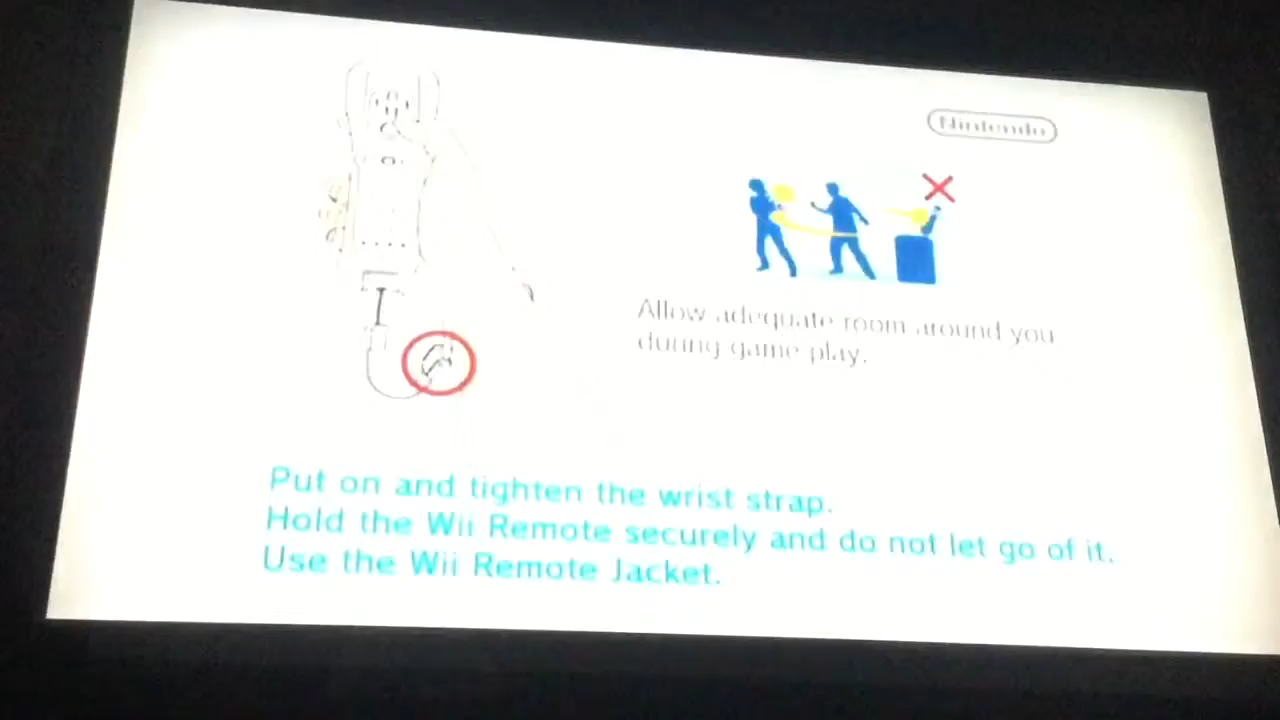 Nintendo
Allow adequate room around you
during game play.
Put on and tighten the wrist strap.
Hold the Wii Remote securely and do not let go of it.
Use the Wii Remote Jacket.